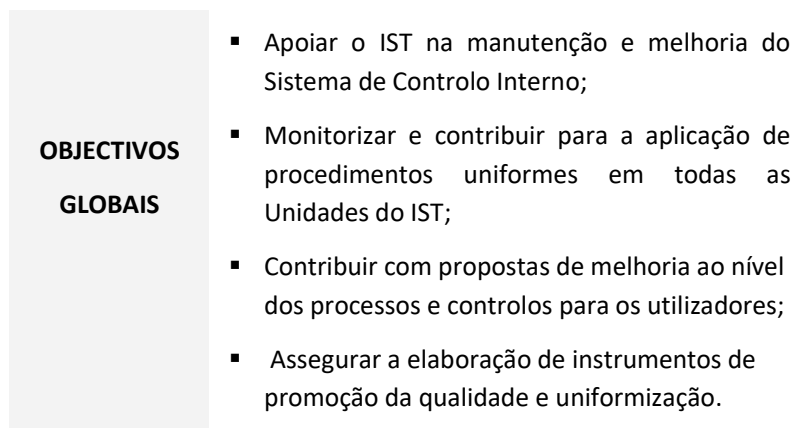 OBJECTIVOS
GLOBAIS
▪ Apoiar o IST na manutenção e melhoria do
Sistema de Controlo Interno;
▪ Monitorizar e contribuir para a aplicação de
procedimentos uniformes em todas as
Unidades do IST;
▪ Contribuir com propostas de melhoria ao nível
dos processos e controlos para os utilizadores;
▪ Assegurar a elaboração de instrumentos de
promoção da qualidade e uniformização.